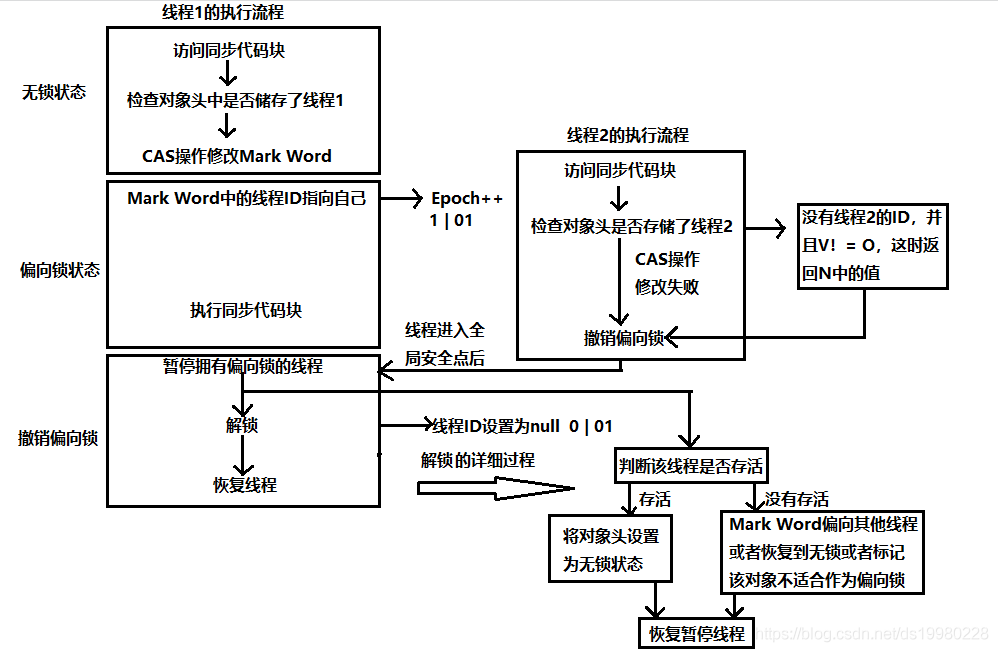 线程1的执行流程
访问同步代码块
无锁状态
检查对象头中是否储存了线程1
CAS操作修改Mark Word
线程2的执行流程
访问同步代码块
检查对象头是否存储了线程2
CAS操作
修改失败
撤销偏向锁
没有线程2的ID，并
且V！= O，这时返
回N中的值
Mark Word中的线程ID指向自己
Epoch++
1 | 01
偏向锁状态
执行同步代码块
线程进入全
局安全点后
暂停拥有偏向锁的线程
撤销偏向锁
解锁
恢复线程
线程ID设置为null 0 | 01
解锁的详细过程
判断该线程是否存活
存活
没有存活
将对象头设置
为无锁状态
Mark Word偏向其他线程
或者恢复到无锁或者标记
该对象不适合作为偏向锁
恢复暂停线程
https://blog.csdn.net/ds19980228